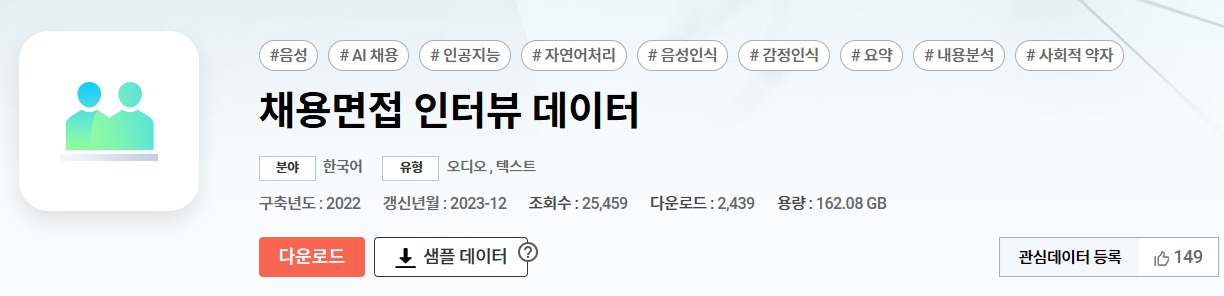 #음성 # AI 채용 # 인공지능 # 자연어처리 # 음성인식 # 감정인식 # 요약 # 내용분석 # 사회적 약자
채용면접 인터뷰 데이터
분야 한국어 유형 오디오 , 텍스트
구축년도 : 2022 갱신년월 : 2023-12 조회수 : 25,459 다운로드 : 2,439 용량 : 162.08 GB
다운로드 샘플 데이터 ? 관심데이터 등록 149